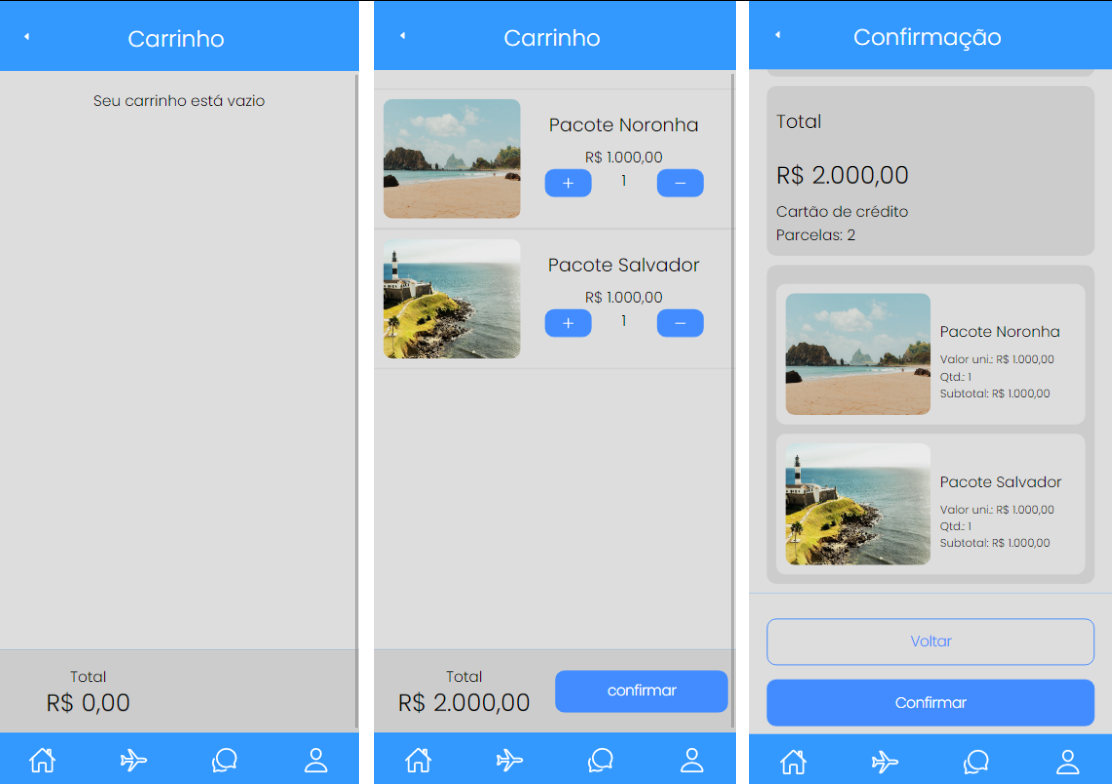 Carrinho
Seu carrinho está vazio
Total
R$ 0,00
Carrinho
Pacote Noronha
R$ 1.000,00
+ 1 −
Pacote Salvador
R$ 1.000,00
+ 1 −
Total
R$ 2.000,00
confirmar
Confirmação
Total
R$ 2.000,00
Cartão de crédito
Parcelas: 2
Pacote Noronha
Valor uni.: R$ 1.000,00
Qtd.: 1
Subtotal: R$ 1.000,00
Pacote Salvador
Valor uni.: R$ 1.000,00
Qtd.: 1
Subtotal: R$ 1.000,00
Voltar
Confirmar